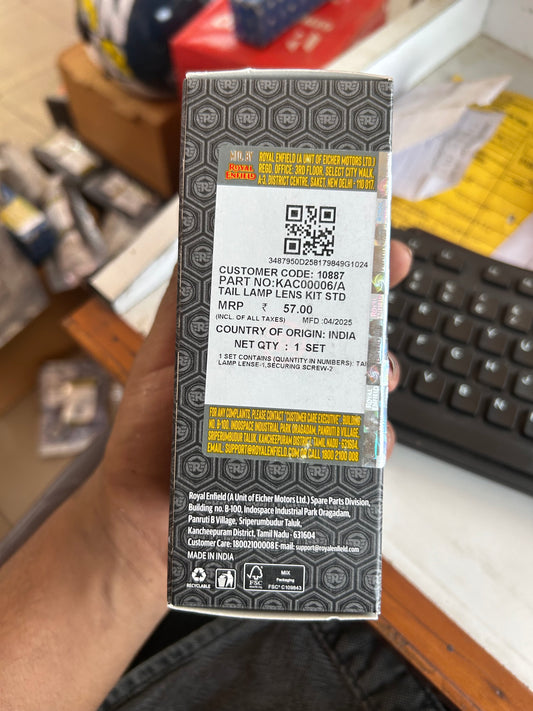 ROYAL
ENFIELD
ROYAL ENFIELD (A UNIT OF EICHER MOTORS LTD.)
REGD. OFFICE: 3RD FLOOR, SELECT CITY WALK,
A-3, DISTRICT CENTRE, SAKET, NEW DELHI - 110 017.
3487950D258179849G1024
CUSTOMER CODE: 10887
PART NO:KAC00006/A
TAIL LAMP LENS KIT STD
MRP ₹ 57.00
(INCL. OF ALL TAXES) MFD :04/2025
COUNTRY OF ORIGIN: INDIA
NET QTY : 1 SET
1 SET CONTAINS (QUANTITY IN NUMBERS): TAI
LAMP LENSE-1,SECURING SCREW-2
FOR ANY COMPLAINTS, PLEASE CONTACT "CUSTOMER CARE EXECUTIVE": BUILDING
NO. B-100, INDOSPACE INDUSTRIAL PARK ORAGADAM, PANRUTI B VILLAGE,
SRIPERUMBUDUR TALUK, KANCHEEPURAM DISTRICT, TAMIL NADU - 631604
EMAIL: SUPPORT@ROYALENFIELD.COM OR CALL 1800 2100 008
ROYAL
ENFIELD
Royal Enfield (A Unit of Eicher Motors Ltd.) Spare Parts Division,
Building no. B-100, Indospace Industrial Park Oragadam,
Panruti B Village, Sriperumbudur Taluk,
Kancheepuram District, Tamil Nadu - 631604
Customer Care: 18002100008 E-mail: support@royalenfield.com
MADE IN INDIA
RECYCLABLE
FSC
MIX
Packaging
FSC® C109843